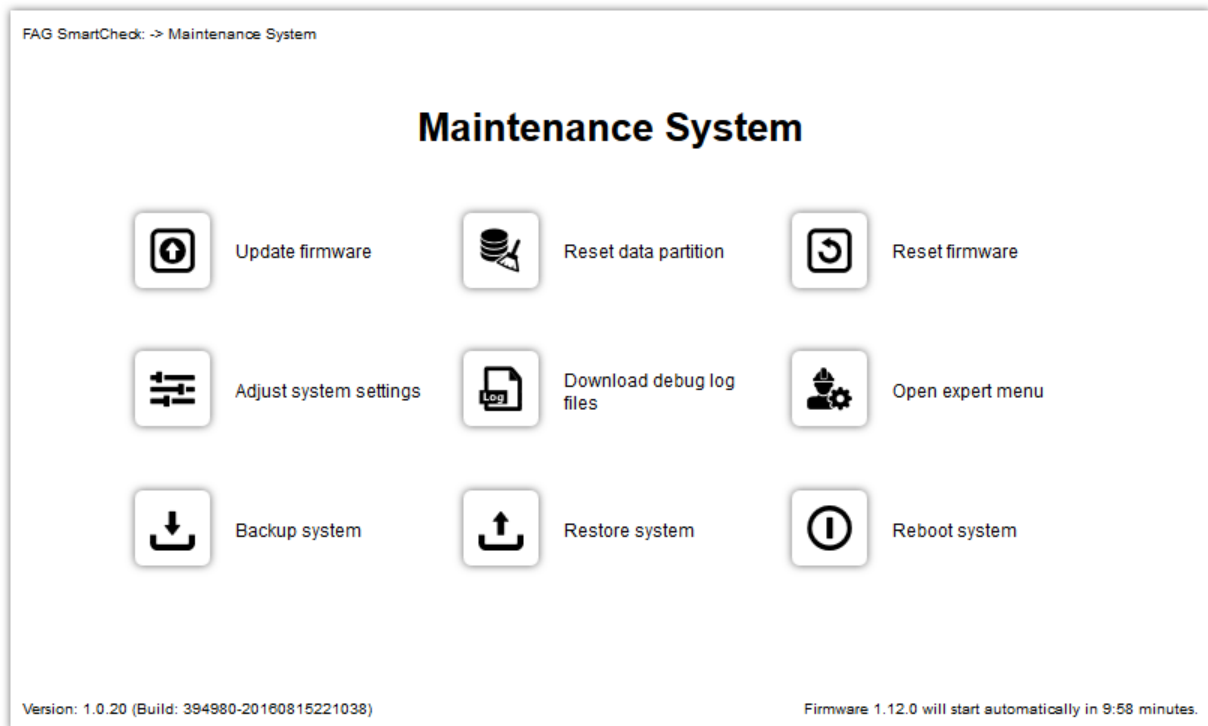 FAG SmartCheck: -> Maintenance System
Maintenance System
Update firmware
Reset data partition
Reset firmware
Adjust system settings
Download debug log
files
Open expert menu
Log
Backup system
Restore system
Reboot system
Version: 1.0.20 (Build: 394980-20160815221038)
Firmware 1.12.0 will start automatically in 9:58 minutes.